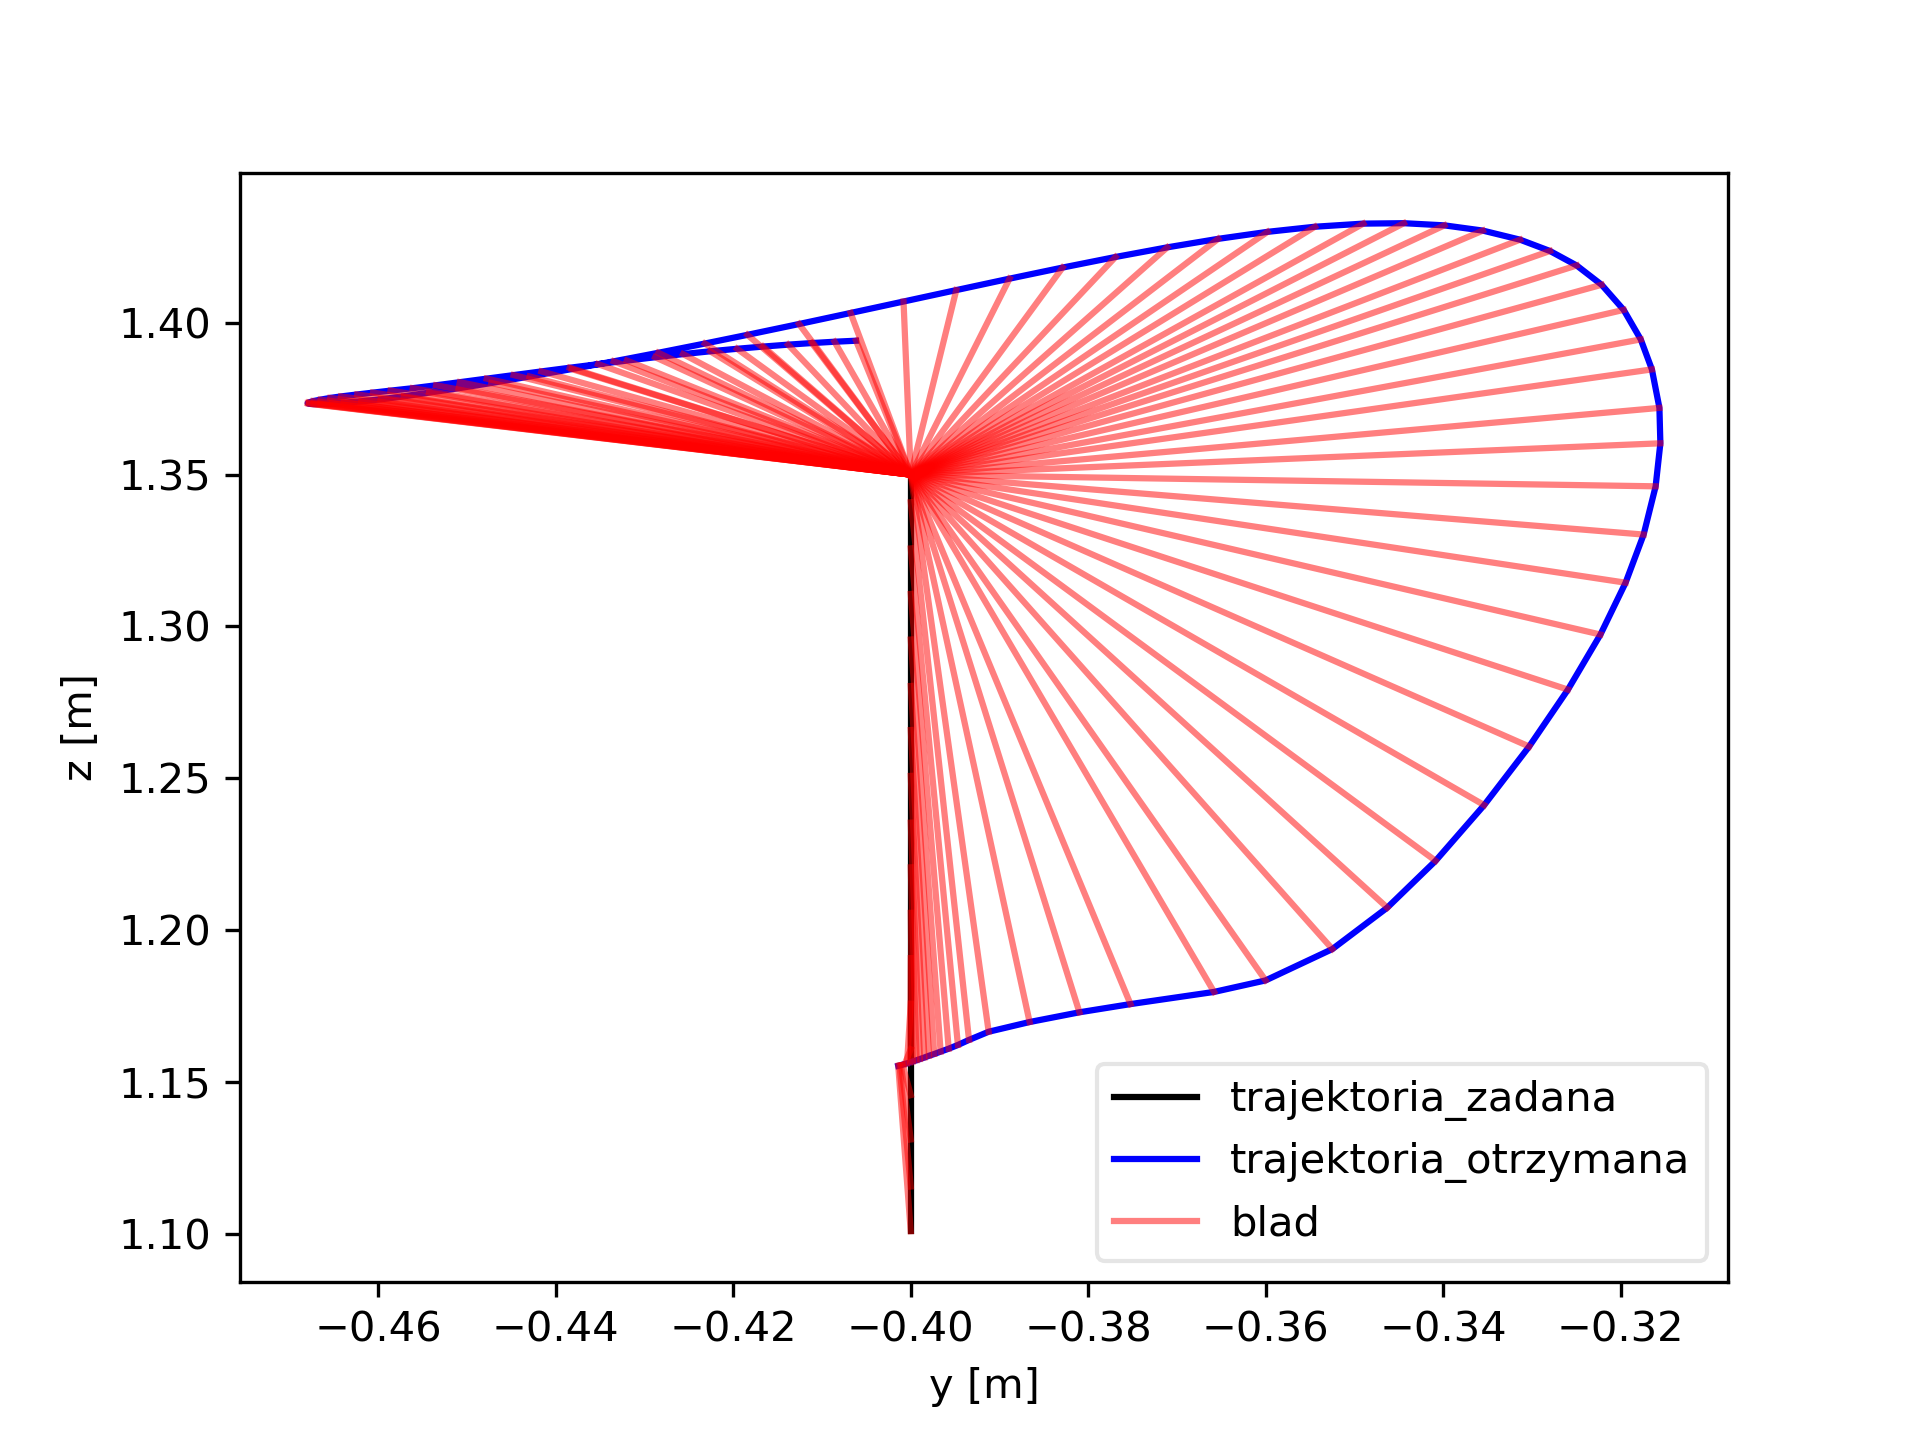 z [m]
1.40
1.35
1.30
1.25
1.20
1.15
1.10
trajektoria_zadana
trajektoria_otrzymana
blad
−0.46 −0.44 −0.42 −0.40 −0.38 −0.36 −0.34 −0.32
y [m]